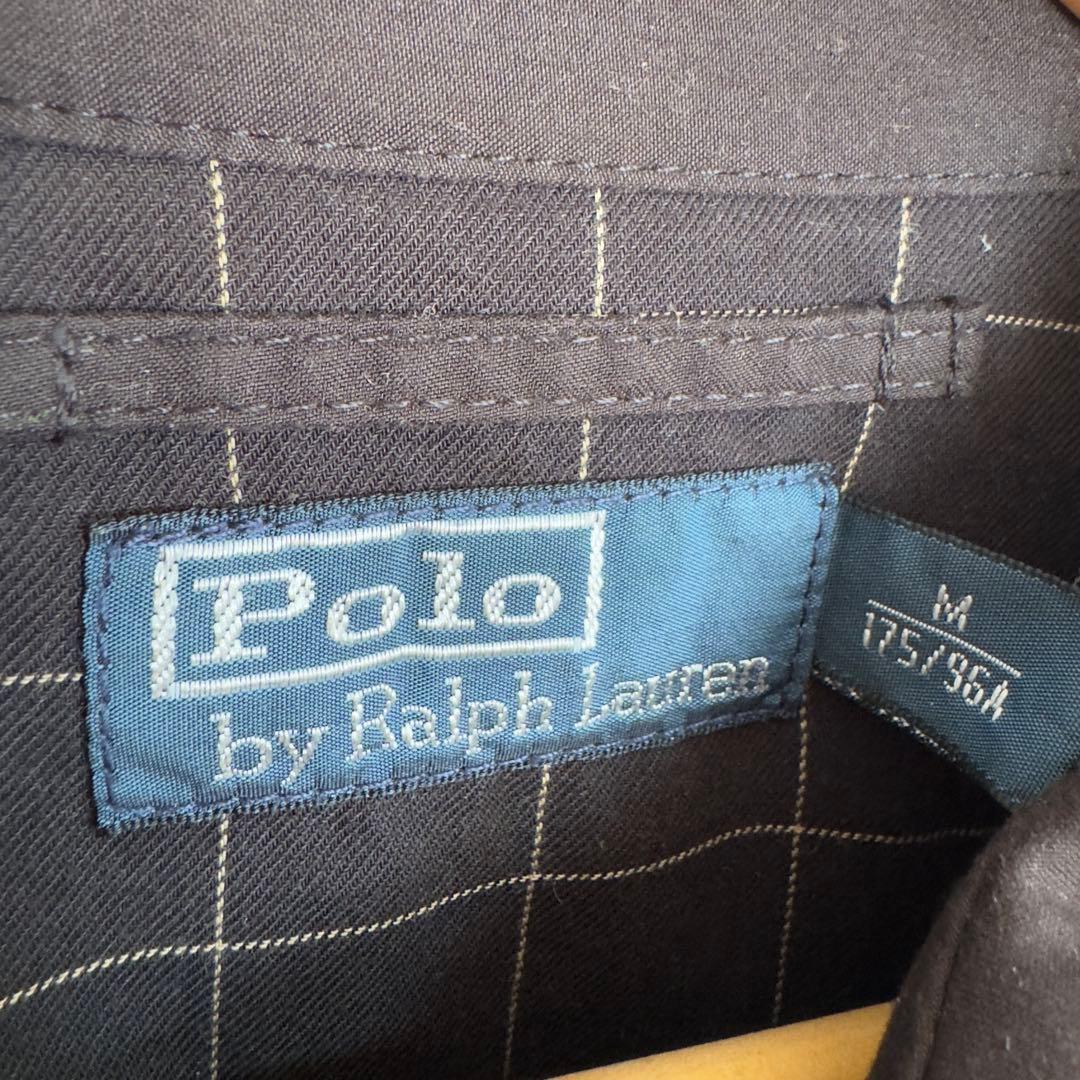 Polo
by Ralph Lauren
M
175/96A